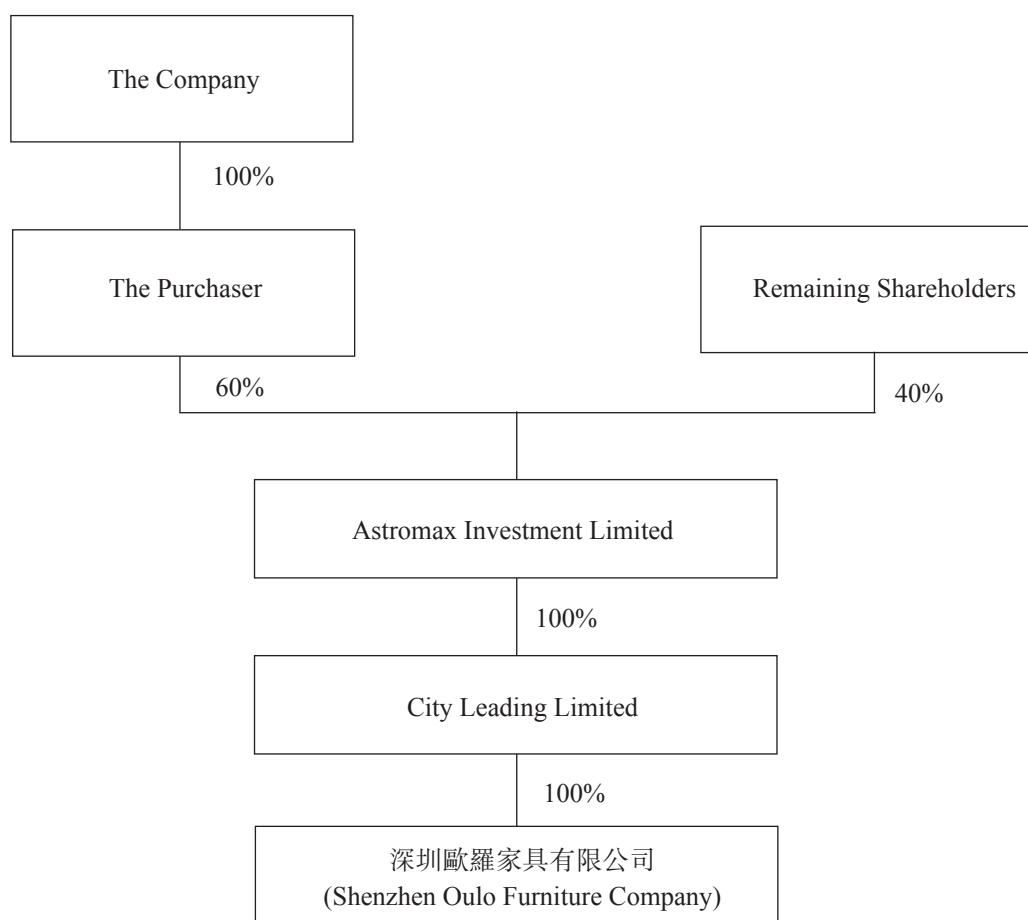 The Company
100%
The Purchaser
Remaining Shareholders
60%
40%
Astromax Investment Limited
100%
City Leading Limited
100%
深圳歐羅家具有限公司
(Shenzhen Oulo Furniture Company)